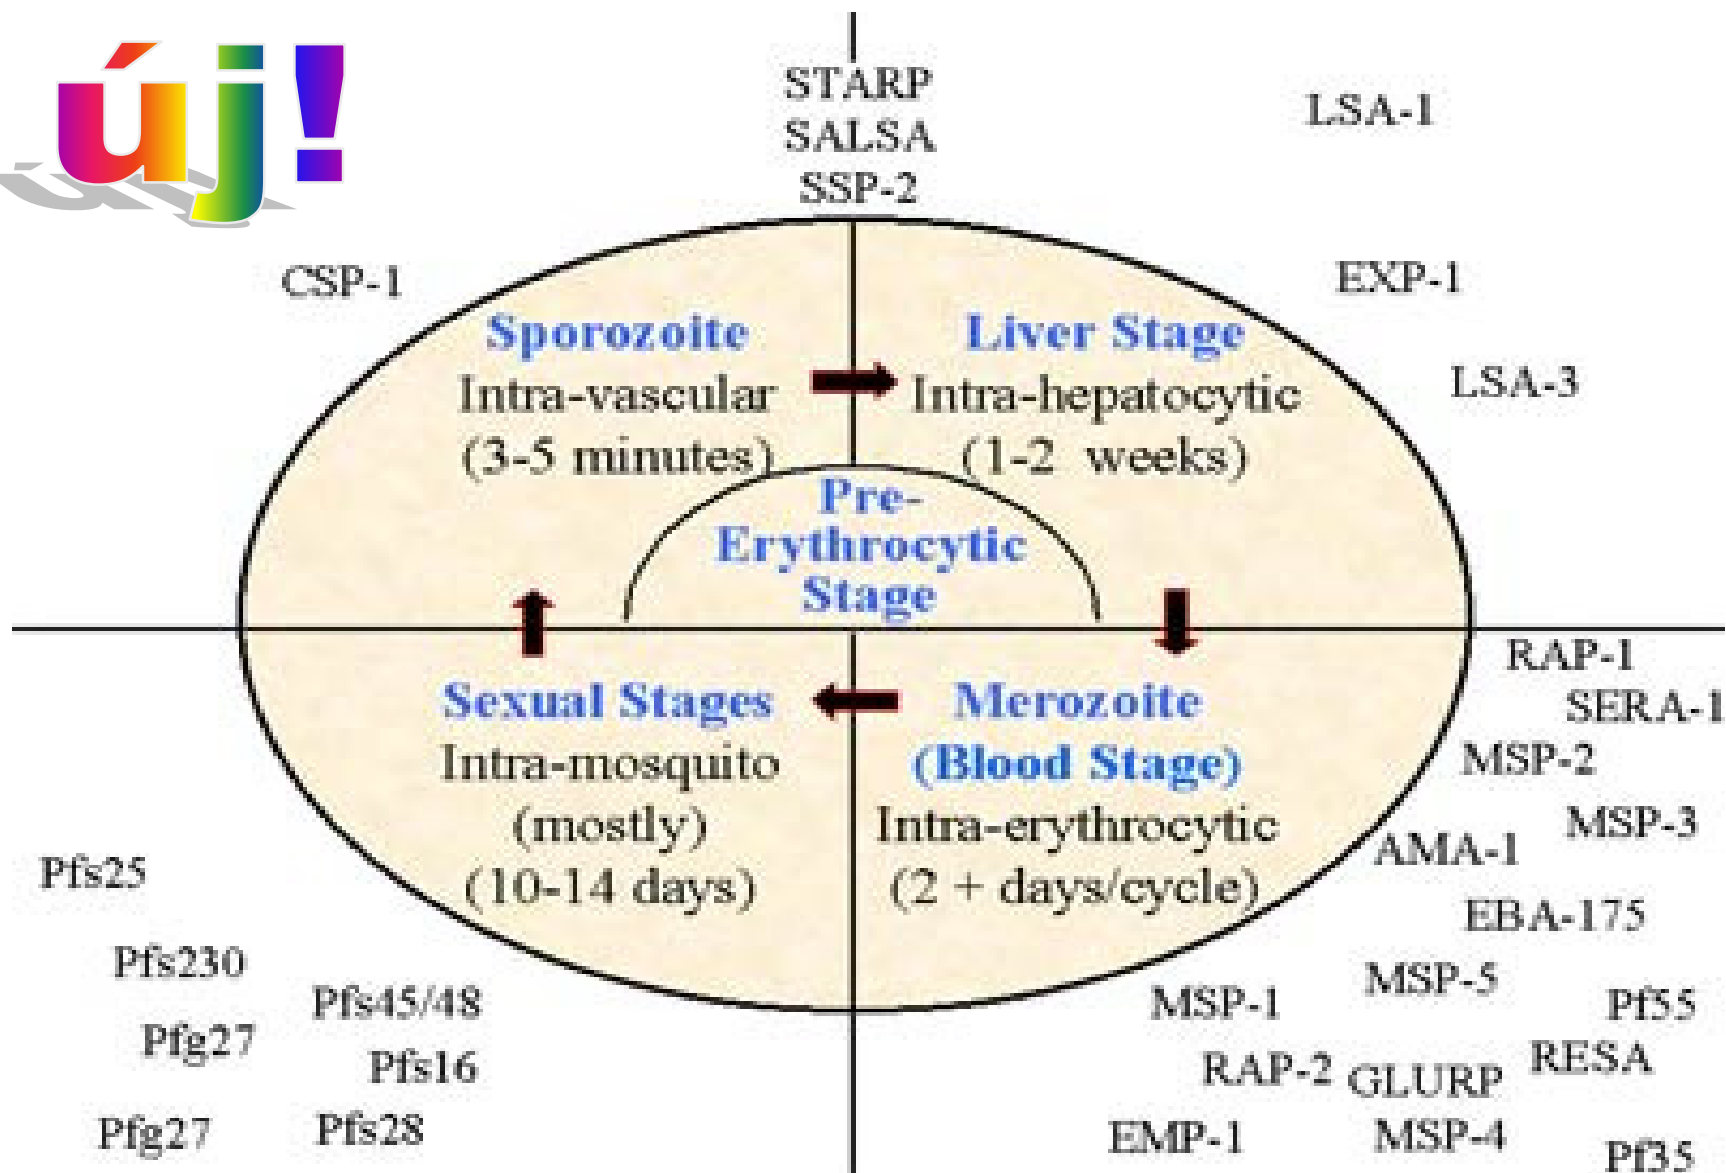 új!
STARP
SALSA
SSP-2
LSA-1
CSP-1
EXP-1
LSA-3
Sporozoite
Intra-vascular
(3-5 minutes)
Liver Stage
Intra-hepatocytic
(1-2 weeks)
Pre-
Erythrocytic
Stage
Sexual Stages
Intra-mosquito
(mostly)
(10-14 days)
Merozoite
(Blood Stage)
Intra-erythrocytic
(2 + days/cycle)
RAP-1
SERA-1
MSP-2
MSP-3
AMA-1
EBA-175
MSP-5
MSP-1
Pf55
RESA
RAP-2
GLURP
EMP-1
MSP-4
Pf35
Pfs25
Pfs230
Pfs45/48
Pfg27
Pfs16
Pfg27
Pfs28